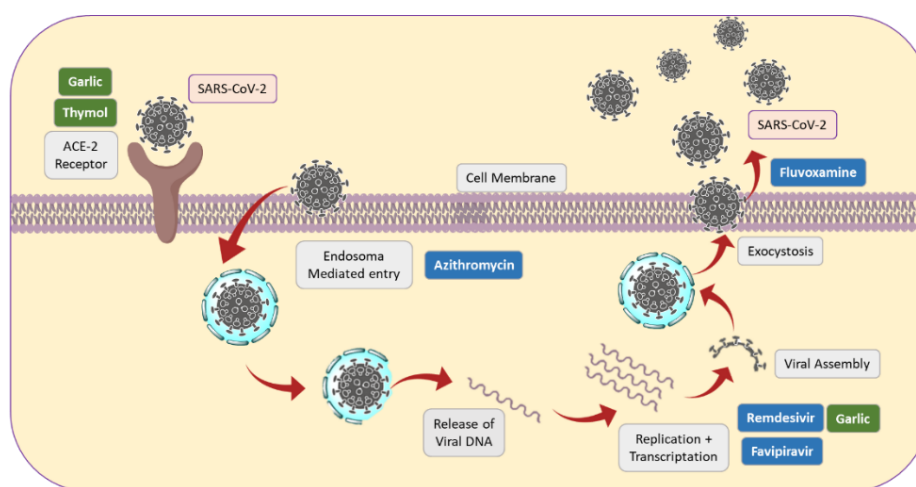 Garlic
Thymol
ACE-2
Receptor
SARS-CoV-2
Cell Membrane
SARS-CoV-2
Fluvoxamine
Endosoma
Mediated entry
Azithromycin
Exocystosis
Viral Assembly
Release of
Viral DNA
Replication +
Transcription
Remdesivir
Garlic
Favipiravir